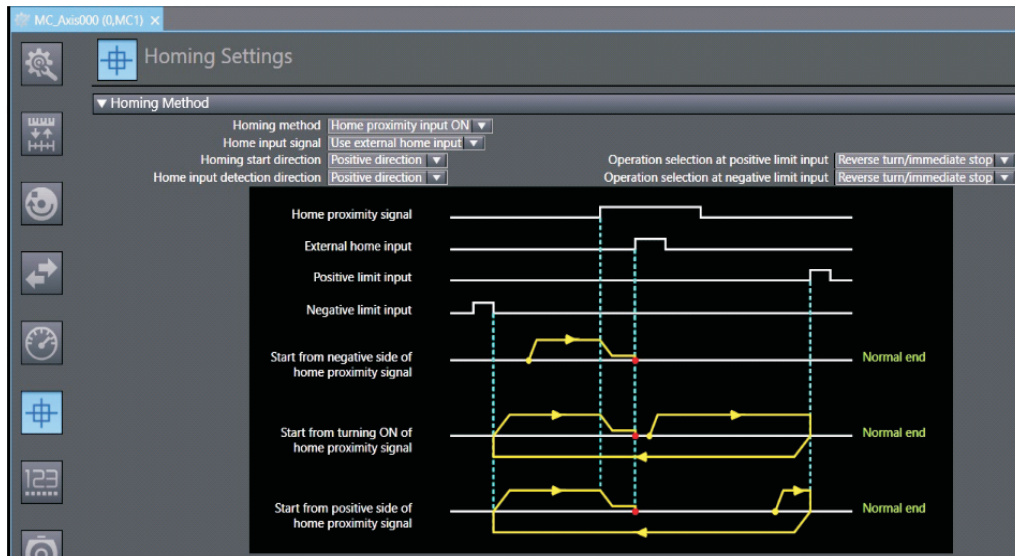 MC_Axis000 (0,MC1) ×
Homing Settings
▼ Homing Method
Homing method Home proximity input ON ▼
Home input signal Use external home input ▼
Homing start direction Positive direction ▼ Operation selection at positive limit input Reverse turn/immediate stop ▼
Home input detection direction Positive direction ▼ Operation selection at negative limit input Reverse turn/immediate stop ▼
Home proximity signal
External home input
Positive limit input
Negative limit input
Start from negative side of
home proximity signal
Normal end
Start from turning ON of
home proximity signal
Normal end
Start from positive side of
home proximity signal
Normal end
123